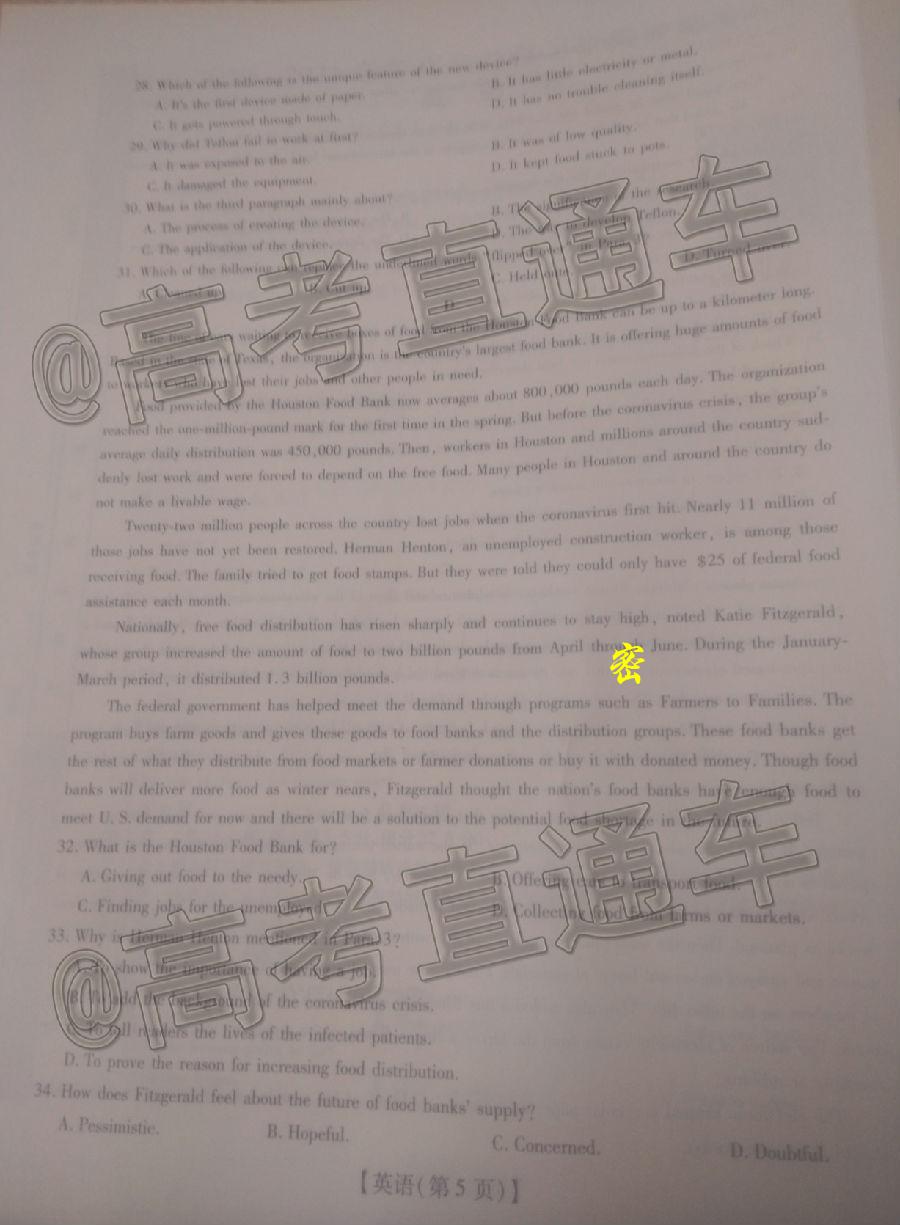 28. Which of the following is the unique feature of the new device?
A. It's the first device made of paper. B. It has little electricity or metal.
C. It gets powered through touch. D. It has no trouble cleaning itself.
29. Why did Teflon fail to work at first?
A. It was exposed to the air. B. It was of low quality.
C. It damaged the equipment. D. It kept food stuck to pots.
30. What is the third paragraph mainly about?
A. The process of creating the device. B. The significance of the research.
C. The application of the device. D. The to develop Teflon.
31. Which of the following can replace the underlined words "flipped over" in Para.
A. Cleaned up. B. Cut up. C. Held out. D. Turned over.
D
The line of cars waiting to receive boxes of food from the Houston Food Bank can be up to a kilometer long.
Based in the state of Texas, the organization is the country's largest food bank. It is offering huge amounts of food
to workers who have lost their jobs and other people in need.
Food provided by the Houston Food Bank now averages about 800,000 pounds each day. The organization
reached the one-million-pound mark for the first time in the spring. But before the coronavirus crisis, the group's
average daily distribution was 450,000 pounds. Then, workers in Houston and millions around the country sud-
denly lost work and were forced to depend on the free food. Many people in Houston and around the country do
not make a livable wage.
Twenty-two million people across the country lost jobs when the coronavirus first hit. Nearly 11 million of
those jobs have not yet been restored. Herman Henton, an unemployed construction worker, is among those
receiving food. The family tried to get food stamps. But they were told they could only have $25 of federal food
assistance each month.
Nationally, free food distribution has risen sharply and continues to stay high, noted Katie Fitzgerald,
whose group increased the amount of food to two billion pounds from April through June. During the January-
March period, it distributed 1.3 billion pounds.
密
The federal government has helped meet the demand through programs such as Farmers to Families. The
program buys farm goods and gives these goods to food banks and the distribution groups. These food banks get
the rest of what they distribute from food markets or farmer donations or buy it with donated money. Though food
banks will deliver more food as winter nears, Fitzgerald thought the nation's food banks have enough food to
meet U. S. demand for now and there will be a solution to the potential food shortage in the future.
32. What is the Houston Food Bank for?
A. Giving out food to the needy. B. Offering cars to transport food.
C. Finding jobs for the unemployed. D. Collecting food from farms or markets.
33. Why is Herman Henton mentioned in Para. 3?
A. To show the importance of having a job.
B. To add the background of the coronavirus crisis.
C. To tell readers the lives of the infected patients.
D. To prove the reason for increasing food distribution.
34. How does Fitzgerald feel about the future of food banks' supply?
A. Pessimistic. B. Hopeful. C. Concerned. D. Doubtful.
【英语(第5页)】
@高考直通车
@高考直通车